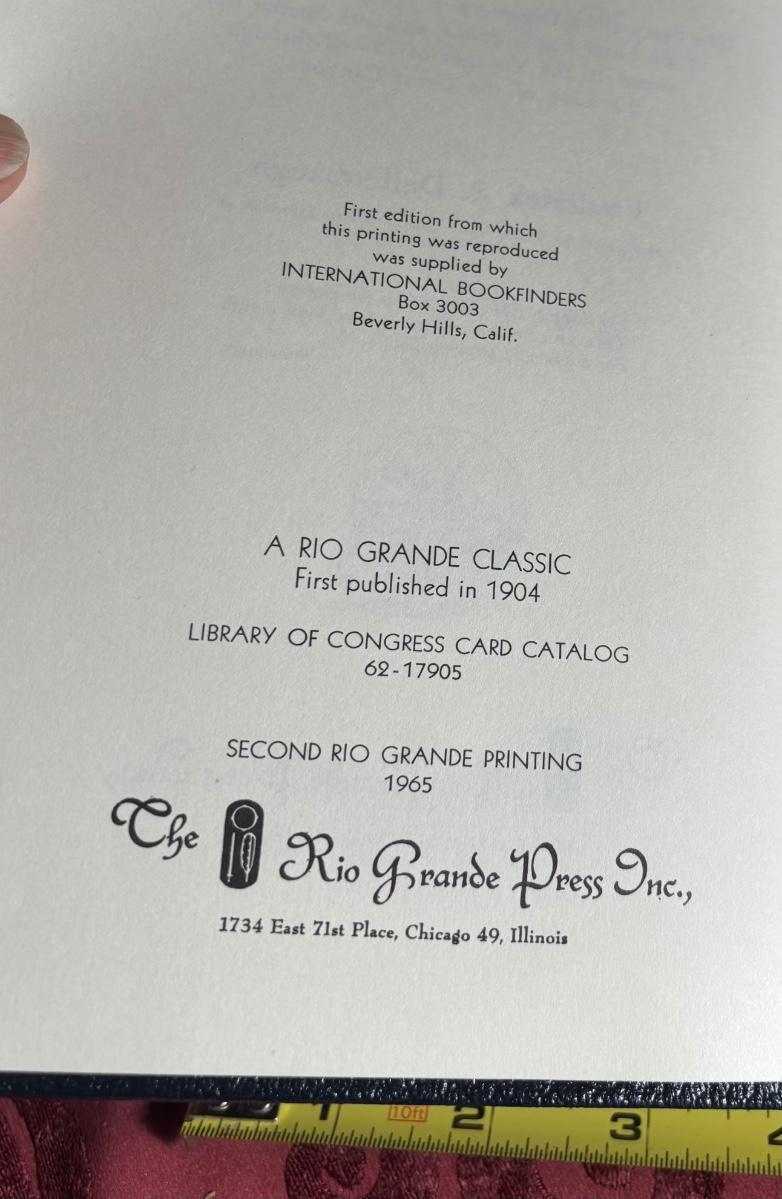 First edition from which
this printing was reproduced
was supplied by
INTERNATIONAL BOOKFINDERS
Box 3003
Beverly Hills, Calif.
A RIO GRANDE CLASSIC
First published in 1904
LIBRARY OF CONGRESS CARD CATALOG
62-17905
SECOND RIO GRANDE PRINTING
1965
The Rio Grande Press Inc.,
1734 East 71st Place, Chicago 49, Illinois
1 10ft 2 3 4